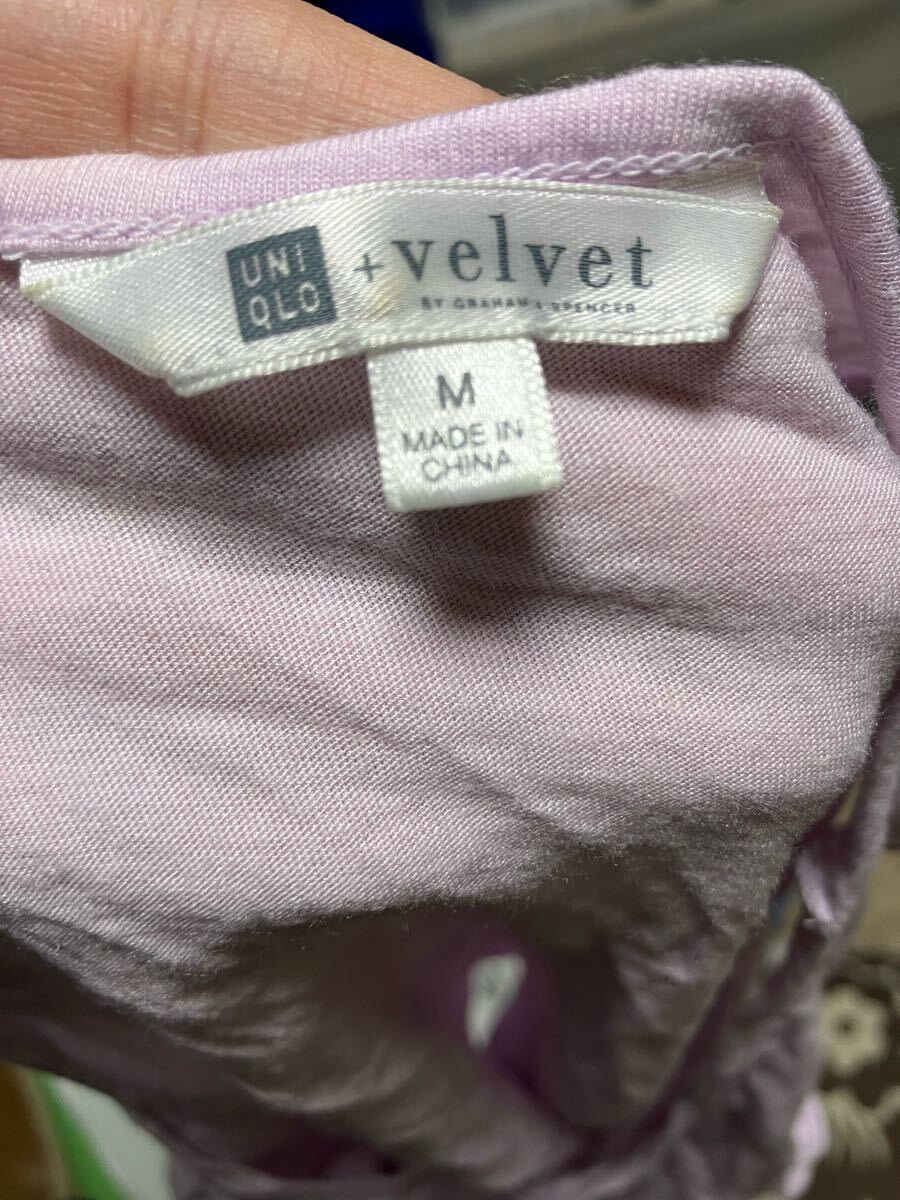 UNI
QLO
+ velvet
BY GRAHAM & SPENCER
M
MADE IN
CHINA